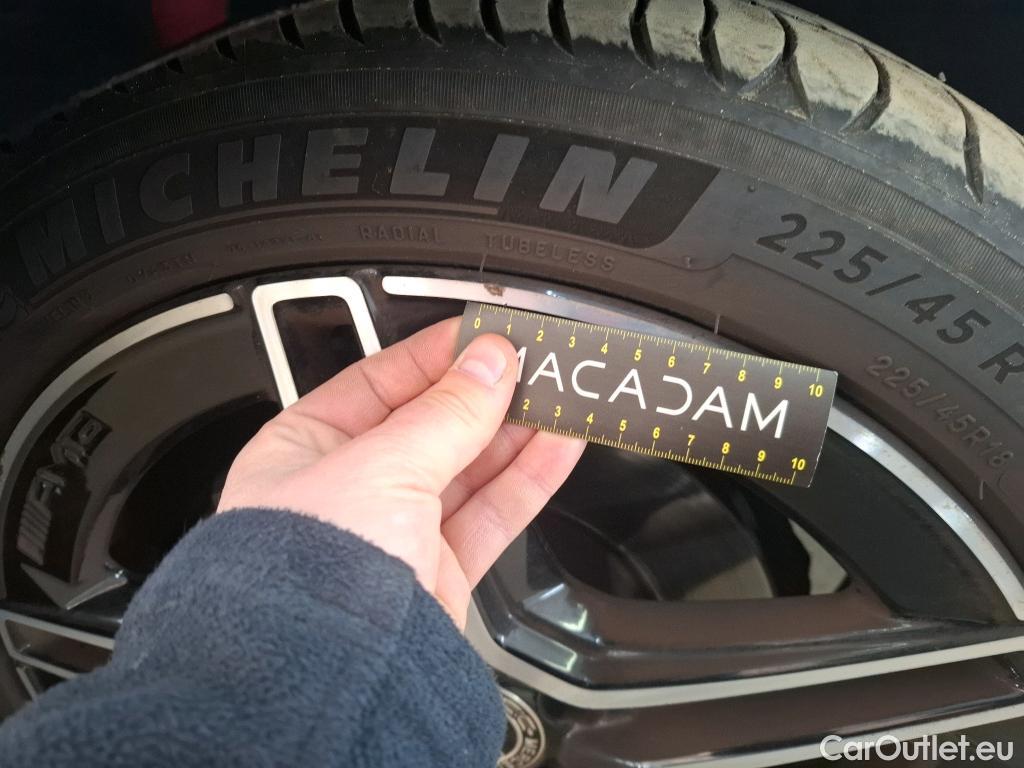 MICHELIN
RADIAL TUBELESS
225/45 R
225/45R18
0 1 2 3 4 5 6 7 8 9 10
MACADAM
2 3 4 5 6 7 8 9 10
AMG
CarOutlet.eu